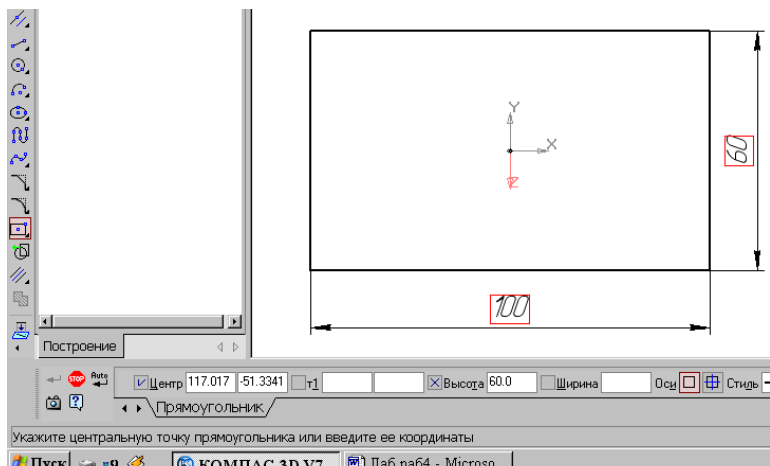 Y
X
Z
60
100
Построение
STOP Auto
Центр 117.017 -51.3341 т1 Высота 60.0 Ширина Оси Стиль
Прямоугольник
Укажите центральную точку прямоугольника или введите ее координаты
Пуск КОМПАС-3D V7 Лаб раб4 - Microso...